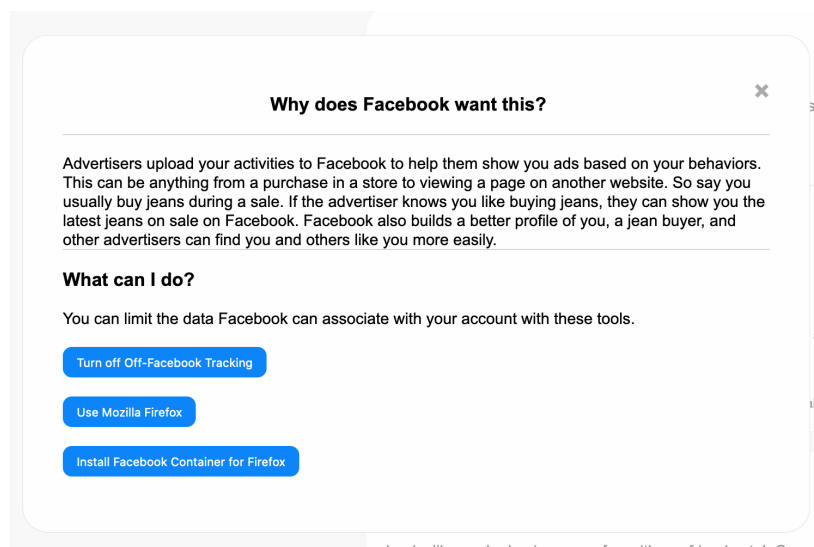 Why does Facebook want this?
Advertisers upload your activities to Facebook to help them show you ads based on your behaviors.
This can be anything from a purchase in a store to viewing a page on another website. So say you
usually buy jeans during a sale. If the advertiser knows you like buying jeans, they can show you the
latest jeans on sale on Facebook. Facebook also builds a better profile of you, a jean buyer, and
other advertisers can find you and others like you more easily.
What can I do?
You can limit the data Facebook can associate with your account with these tools.
Turn off Off-Facebook Tracking
Use Mozilla Firefox
Install Facebook Container for Firefox